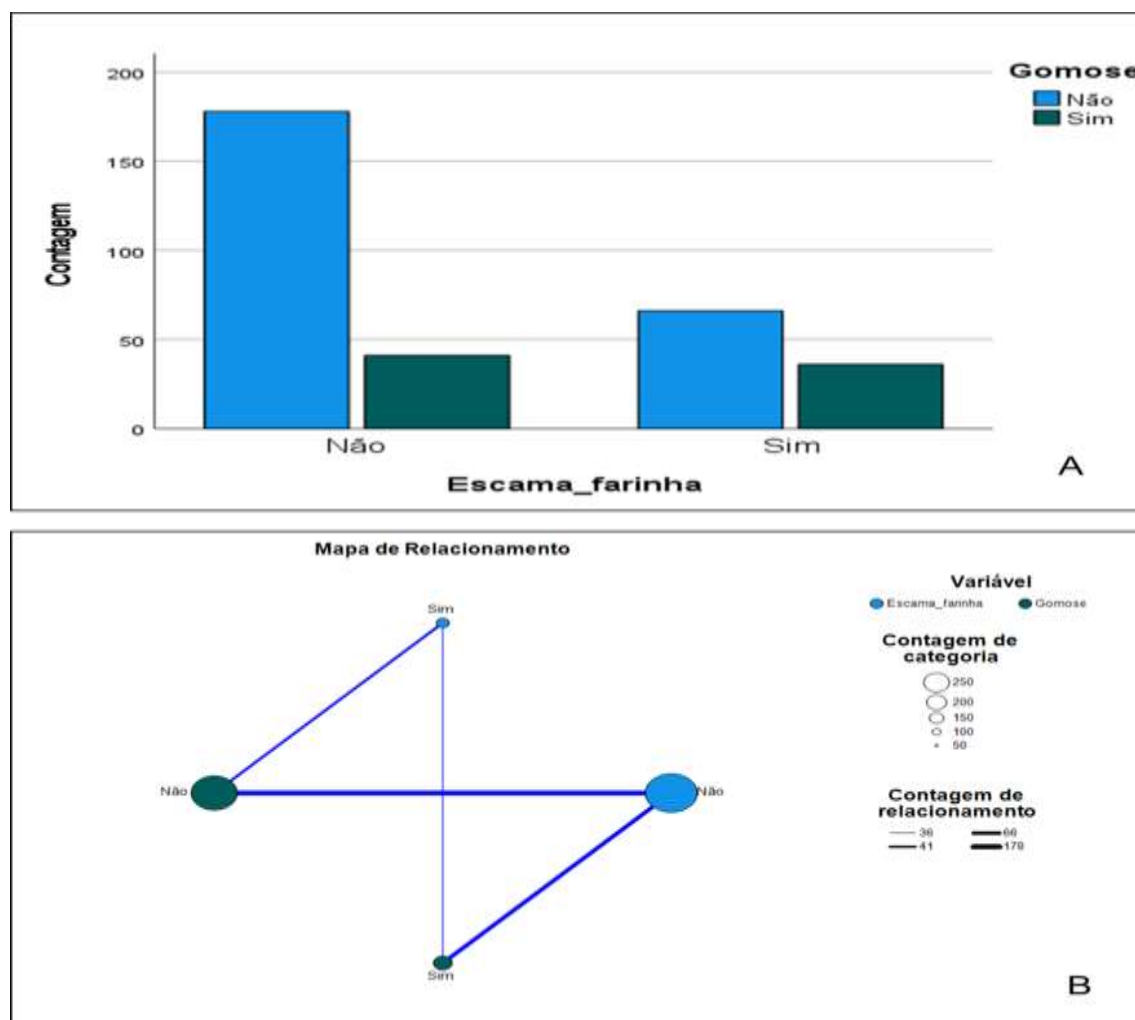 200
150
100
50
0
Contagem
Não
Sim
Escama_farinha
Gomose
Não
Sim
A
Mapa de Relacionamento
Sim
Não
Não
Sim
Variável
Escama_farinha
Gomose
Contagem de
categoria
250
200
150
100
50
Contagem de
relacionamento
36
66
41
178
B